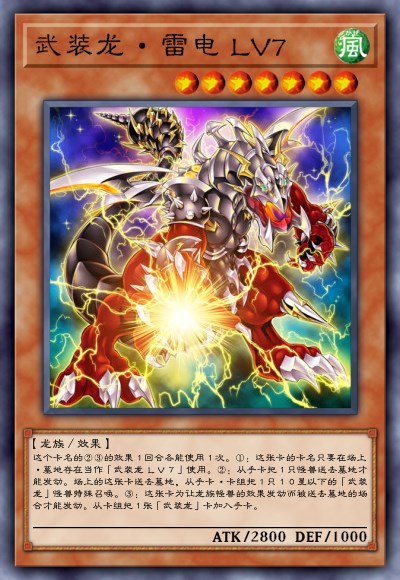 武装龙·雷电 LV7
風
【龙族/效果】
这个卡名的②③的效果1回合各能使用1次。①：这张卡的卡名只要在场上
·墓地存在当作「武装龙 LV7」使用。②：从手卡把1只怪兽送去墓地才
能发动。场上的这张卡送去墓地，从手卡·卡组把1只10星以下的「武装
龙」怪兽特殊召唤。③：这张卡为让龙族怪兽的效果发动而被送去墓地的场
合才能发动。从卡组把1张「武装龙」卡加入手卡。
ATK/2800 DEF/1000